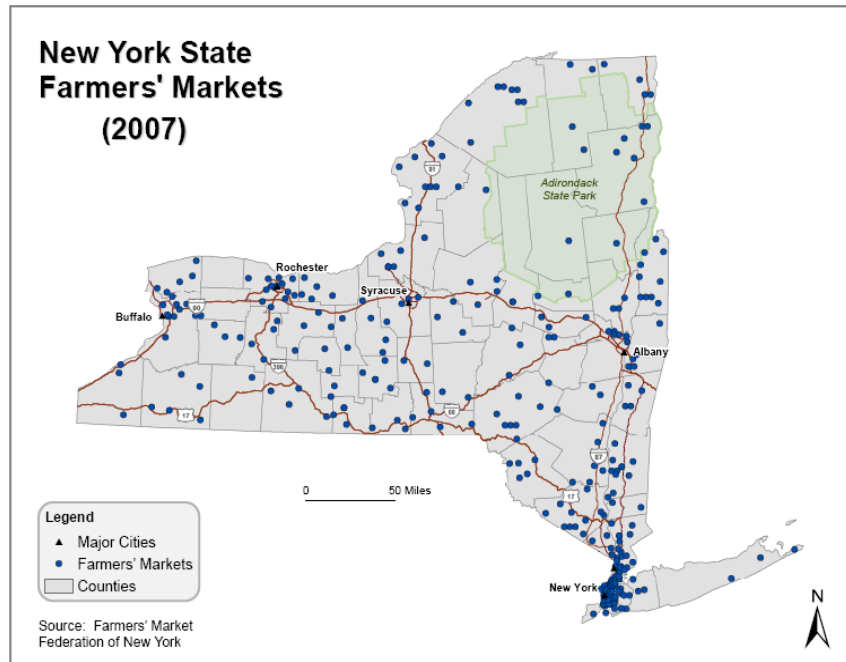 New York State
Farmers' Markets
(2007)
81
Adirondack
State Park
Rochester
Syracuse
90
Buffalo
Albany
390
17
88
87
0 50 Miles
17
Legend
Major Cities
Farmers' Markets
Counties
New York
N
Source: Farmers' Market
Federation of New York